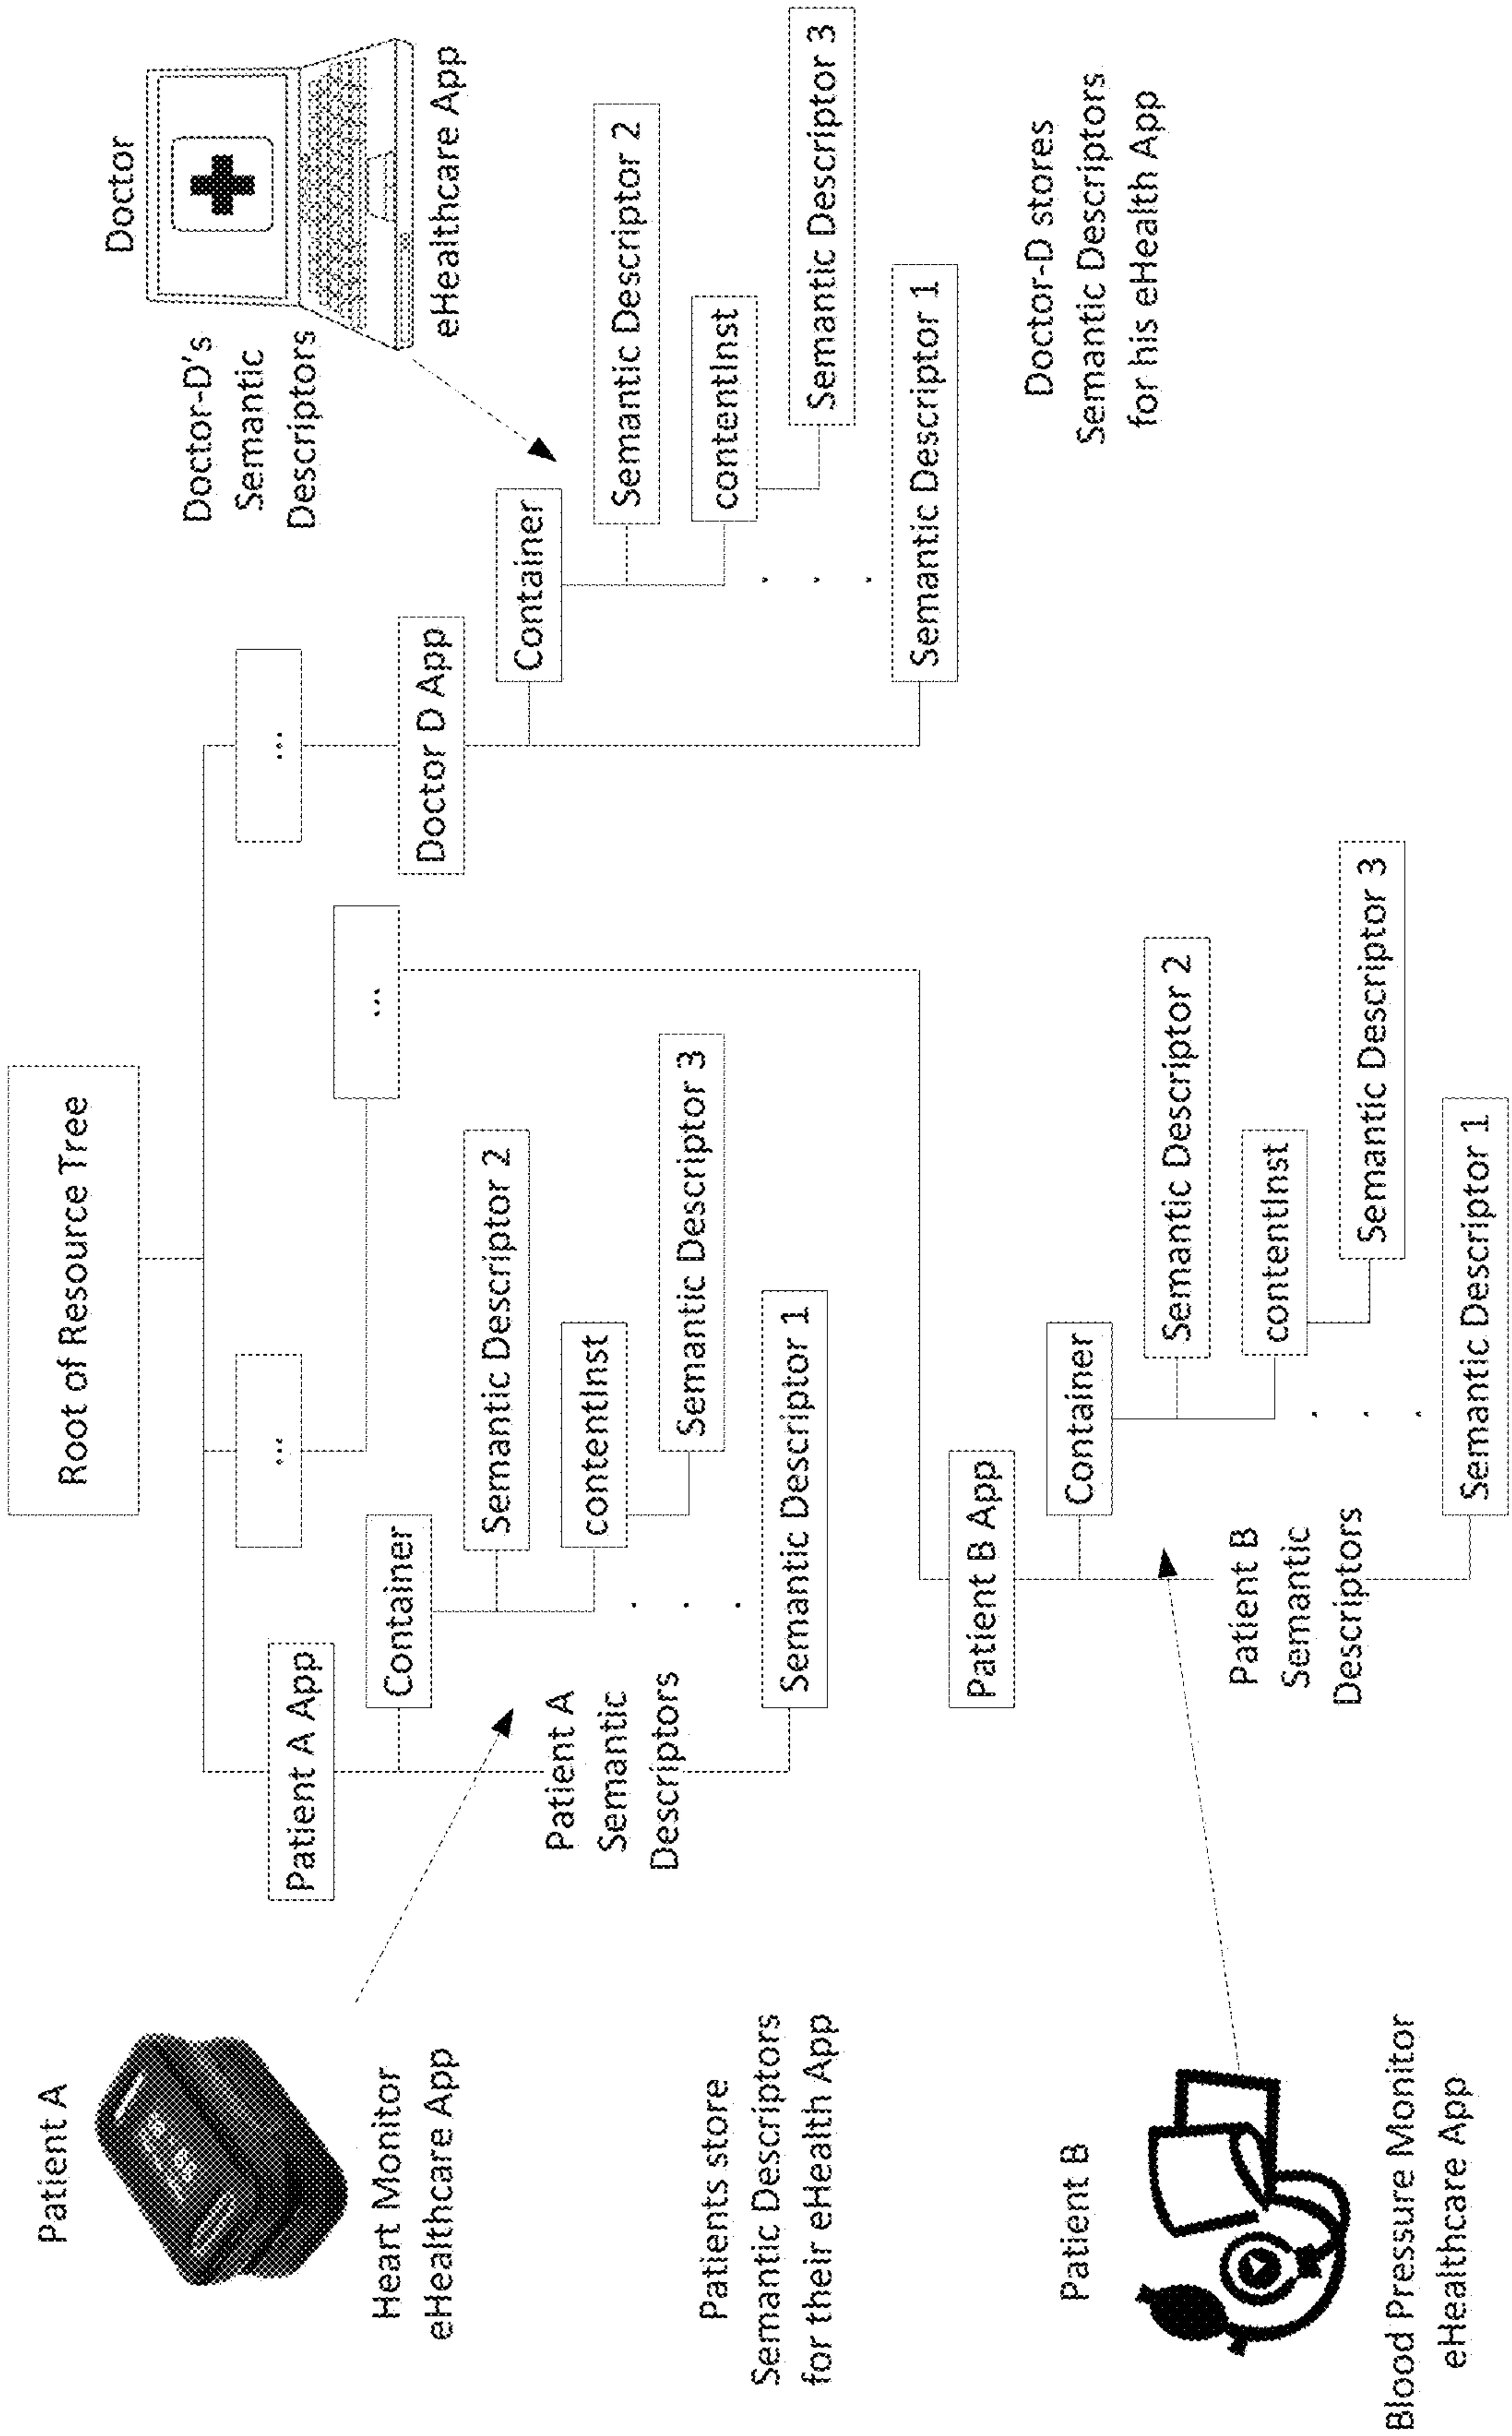 Root of Resource Tree
Patient A
Heart Monitor
eHealthcare App
Patients store
Semantic Descriptors
for their eHealth App
Patient A App
Container
Semantic Descriptor 2
contentInst
Semantic Descriptor 3
.
.
.
Semantic Descriptor 1
Patient A
Semantic
Descriptors
...
...
...
Doctor D App
Container
Semantic Descriptor 2
contentInst
Semantic Descriptor 3
.
.
.
Semantic Descriptor 1
Doctor
Doctor-D's
Semantic
Descriptors
eHealthcare App
Doctor-D stores
Semantic Descriptors
for his eHealth App
Patient B
Blood Pressure Monitor
eHealthcare App
Patient B App
Container
Semantic Descriptor 2
contentInst
Semantic Descriptor 3
.
.
.
Semantic Descriptor 1
Patient B
Semantic
Descriptors